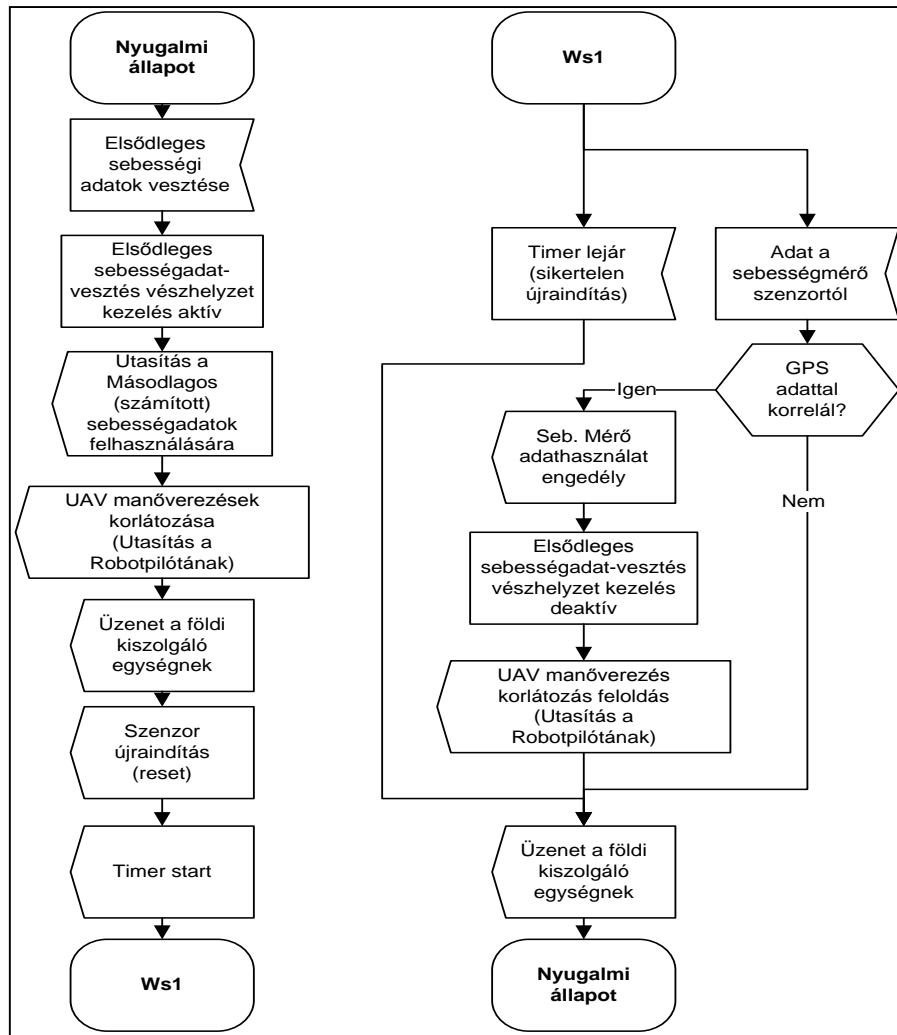 Nyugalmi
állapot
Elsődleges
sebességi
adatok vesztése
Elsődleges
sebességadat-
vesztés vészhelyzet
kezelés aktív
Utasítás a
Másodlagos
(számított)
sebességadatok
felhasználására
UAV manőverezések
korlátozása
(Utasítás a
Robotpilótának)
Üzenet a földi
kiszolgáló
egységnek
Szenzor
újraindítás
(reset)
Timer start
Ws1
Ws1
Timer lejár
(sikertelen
újraindítás)
Adat a
sebességmérő
szenzortól
GPS
adattal
korrelál?
Igen
Nem
Seb. Mérő
adathasználat
engedély
Elsődleges
sebességadat-vesztés
vészhelyzet kezelés
deaktív
UAV manőverezés
korlátozás feloldás
(Utasítás a
Robotpilótának)
Üzenet a földi
kiszolgáló
egységnek
Nyugalmi
állapot